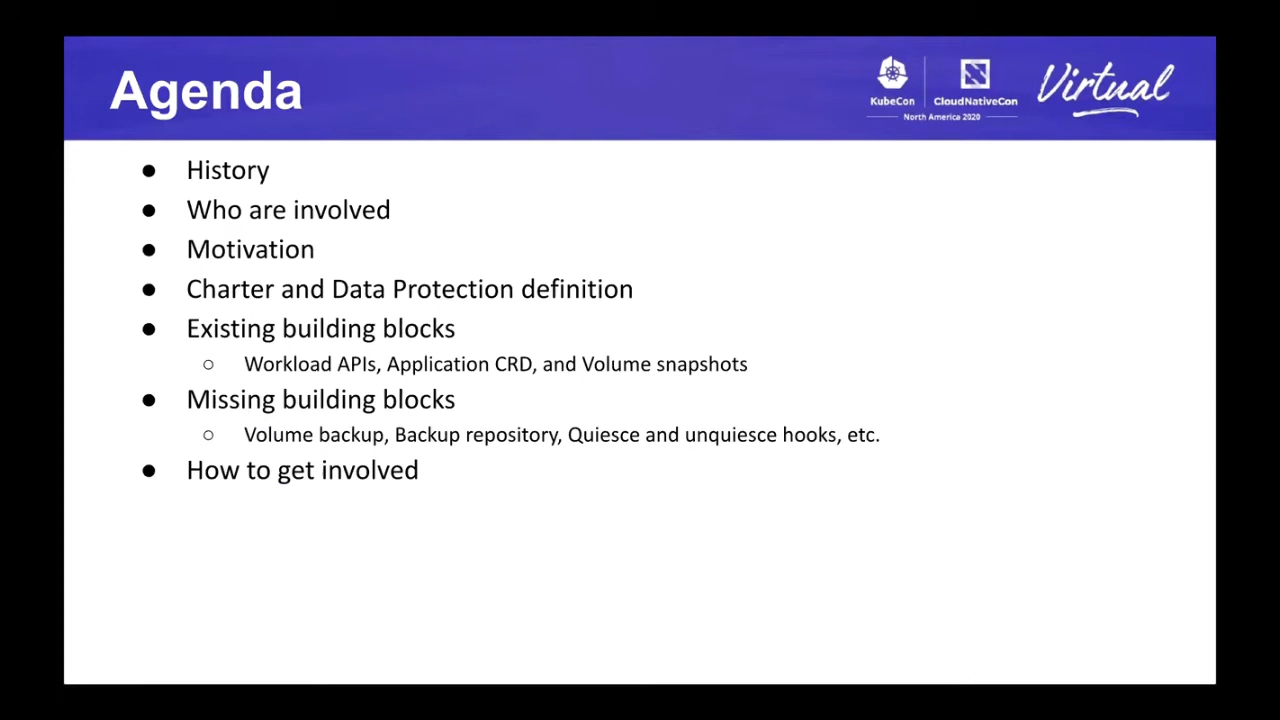 Agenda
KubeCon
CloudNativeCon
North America 2020
Virtual
● History
● Who are involved
● Motivation
● Charter and Data Protection definition
● Existing building blocks
○ Workload APIs, Application CRD, and Volume snapshots
● Missing building blocks
○ Volume backup, Backup repository, Quiesce and unquiesce hooks, etc.
● How to get involved